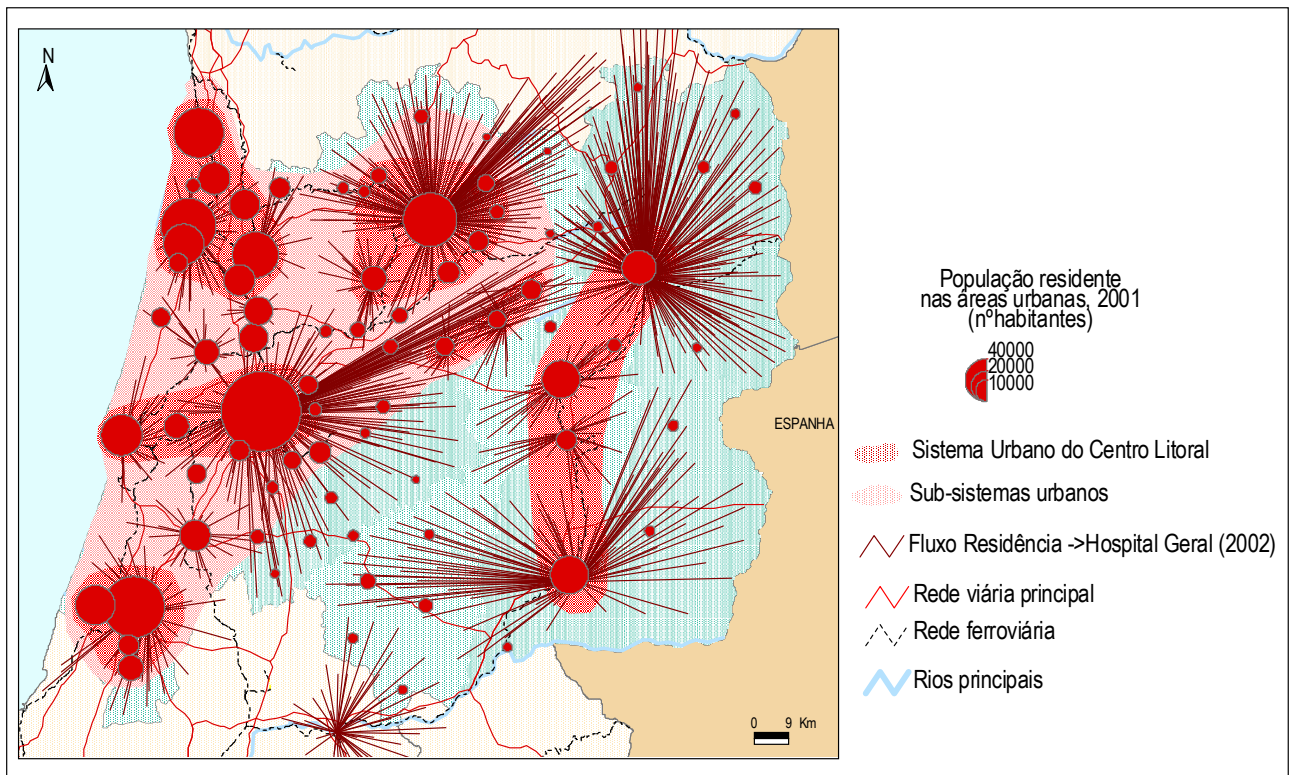 N
ESPANHA
0 9 Km
População residente
nas áreas urbanas, 2001
(nºhabitantes)
40000
20000
10000
Sistema Urbano do Centro Litoral
Sub-sistemas urbanos
Fluxo Residência ->Hospital Geral (2002)
Rede viária principal
Rede ferroviária
Rios principais